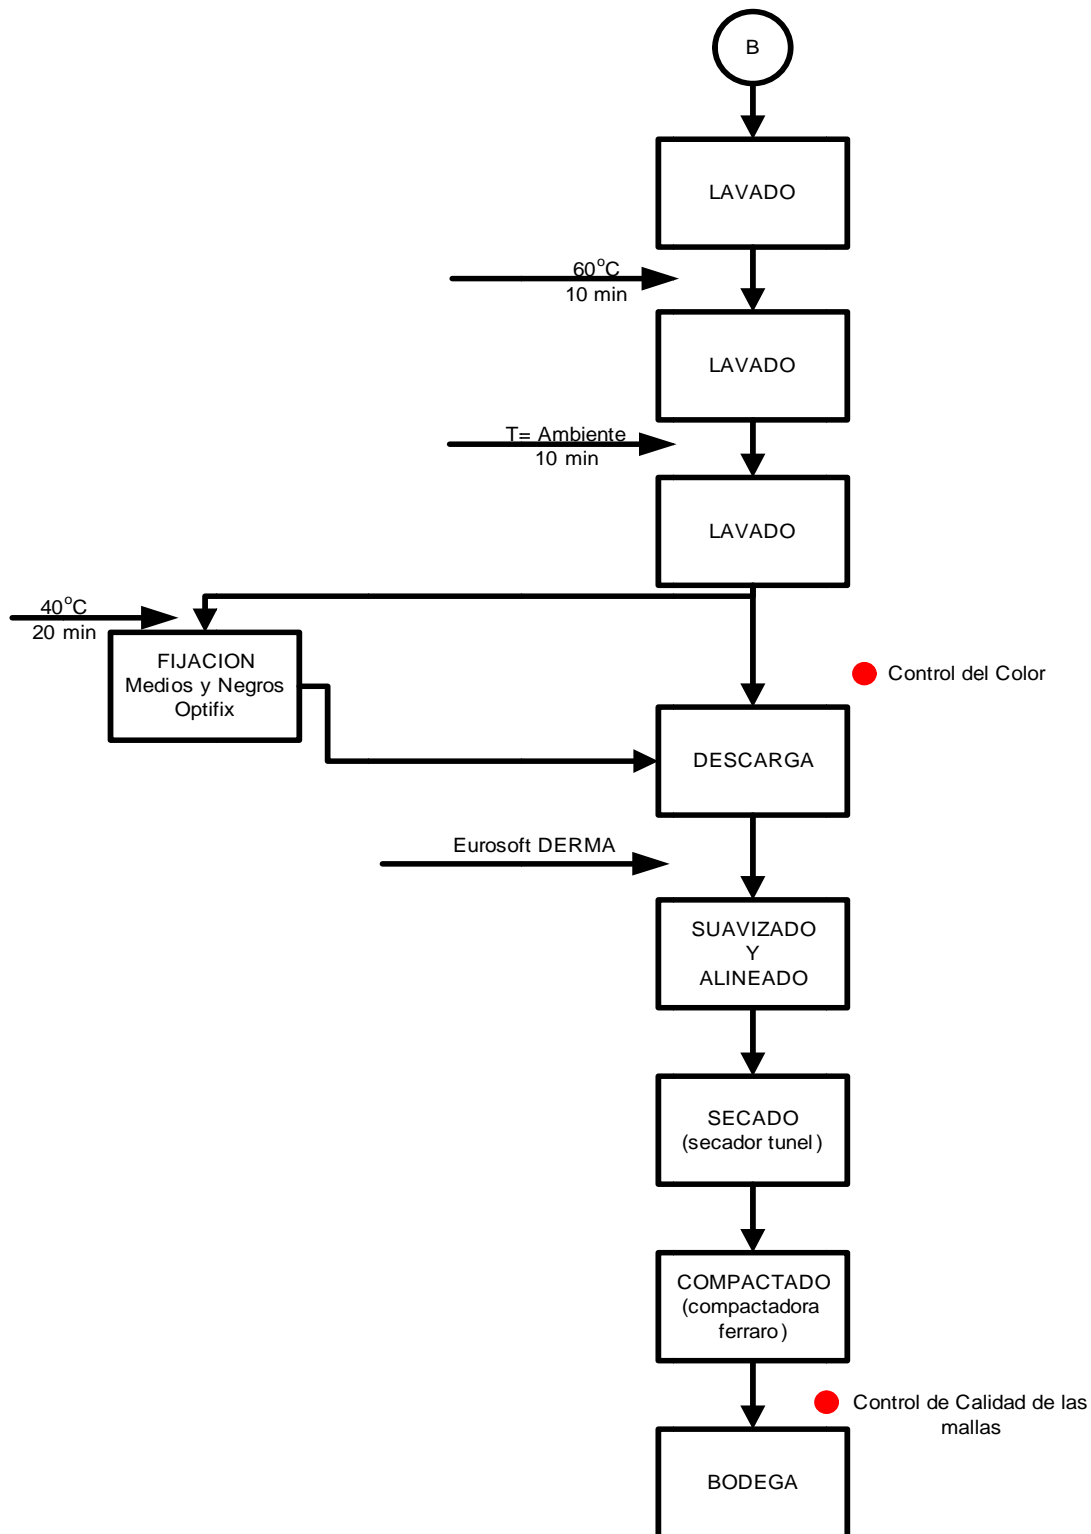 B
LAVADO
60°C
10 min
LAVADO
T= Ambiente
10 min
LAVADO
40°C
20 min
FIJACION
Medios y Negros
Optifix
Control del Color
DESCARGA
Eurosoft DERMA
SUAVIZADO
Y
ALINEADO
SECADO
(secador tunel)
COMPACTADO
(compactadora
ferraro)
Control de Calidad de las
mallas
BODEGA